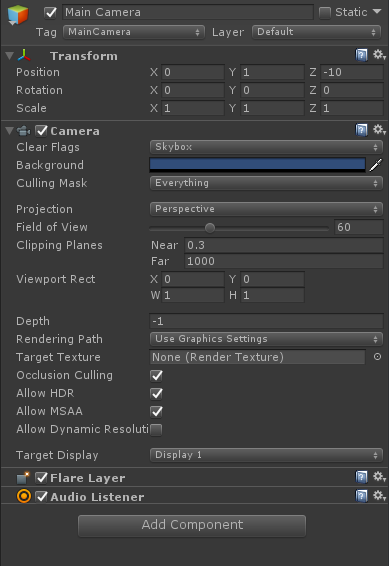 Main Camera Static
Tag MainCamera Layer Default
Transform
Position X 0 Y 1 Z -10
Rotation X 0 Y 0 Z 0
Scale X 1 Y 1 Z 1
Camera
Clear Flags Skybox
Background
Culling Mask Everything
Projection Perspective
Field of View 60
Clipping Planes Near 0.3
Far 1000
Viewport Rect X 0 Y 0
W 1 H 1
Depth -1
Rendering Path Use Graphics Settings
Target Texture None (Render Texture)
Occlusion Culling
Allow HDR
Allow MSAA
Allow Dynamic Resoluti
Target Display Display 1
Flare Layer
Audio Listener
Add Component